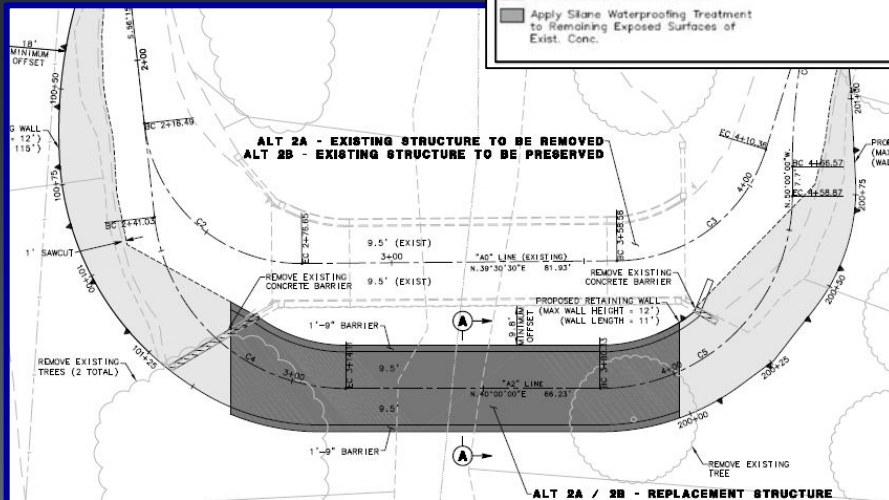 Apply Silane Waterproofing Treatment
to Remaining Exposed Surfaces of
Exist. Conc.
18'
MINIMUM
OFFSET
2+00
100+50
BC 2+16.49
G WALL
= 12')
115')
ALT 2A - EXISTING STRUCTURE TO BE REMOVED
ALT 2B - EXISTING STRUCTURE TO BE PRESERVED
EC 4+10.36
201+00
BC 4+66.57
EC 4+58.87
PROP
(MAX
(WAL
100+75
4+00
200+75
BC 2+41.03
C2
EC 2+76.65
9.5' (EXIST)
3+00
"A0" LINE (EXISTING)
N.39°30'30"E 81.93'
BC 3+58.58
C3
1' SAWCUT
101+00
REMOVE EXISTING
CONCRETE BARRIER
9.5' (EXIST)
REMOVE EXISTING
CONCRETE BARRIER
200+50
PROPOSED RETAINING WALL
(MAX WALL HEIGHT = 12')
(WALL LENGTH = 11')
1'-9" BARRIER
A
9.8'
MINIMUM
OFFSET
101+25
REMOVE EXISTING
TREES (2 TOTAL)
C4
3+00
9.5'
"A2" LINE
N.40°00'00"E 66.23'
4+00
C5
200+25
9.5'
200+00
1'-9" BARRIER
A
REMOVE EXISTING
TREE
ALT 2A / 2B - REPLACEMENT STRUCTURE